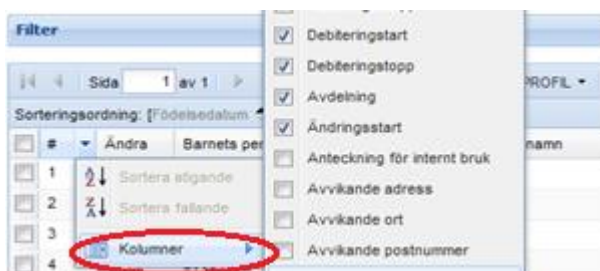 Filter
Debiteringstart
Debiteringstopp
Sida 1 av 1
PROFIL
Avdelning
Sorteringsordning: [Födelsedatum
Ändringsstart
# Ändra Barnets per
namn
Anteckning för internt bruk
1 Sortera stigande
Avvikande adress
2 Sortera fallande
Avvikande ort
3
Kolumner
Avvikande postnummer
4